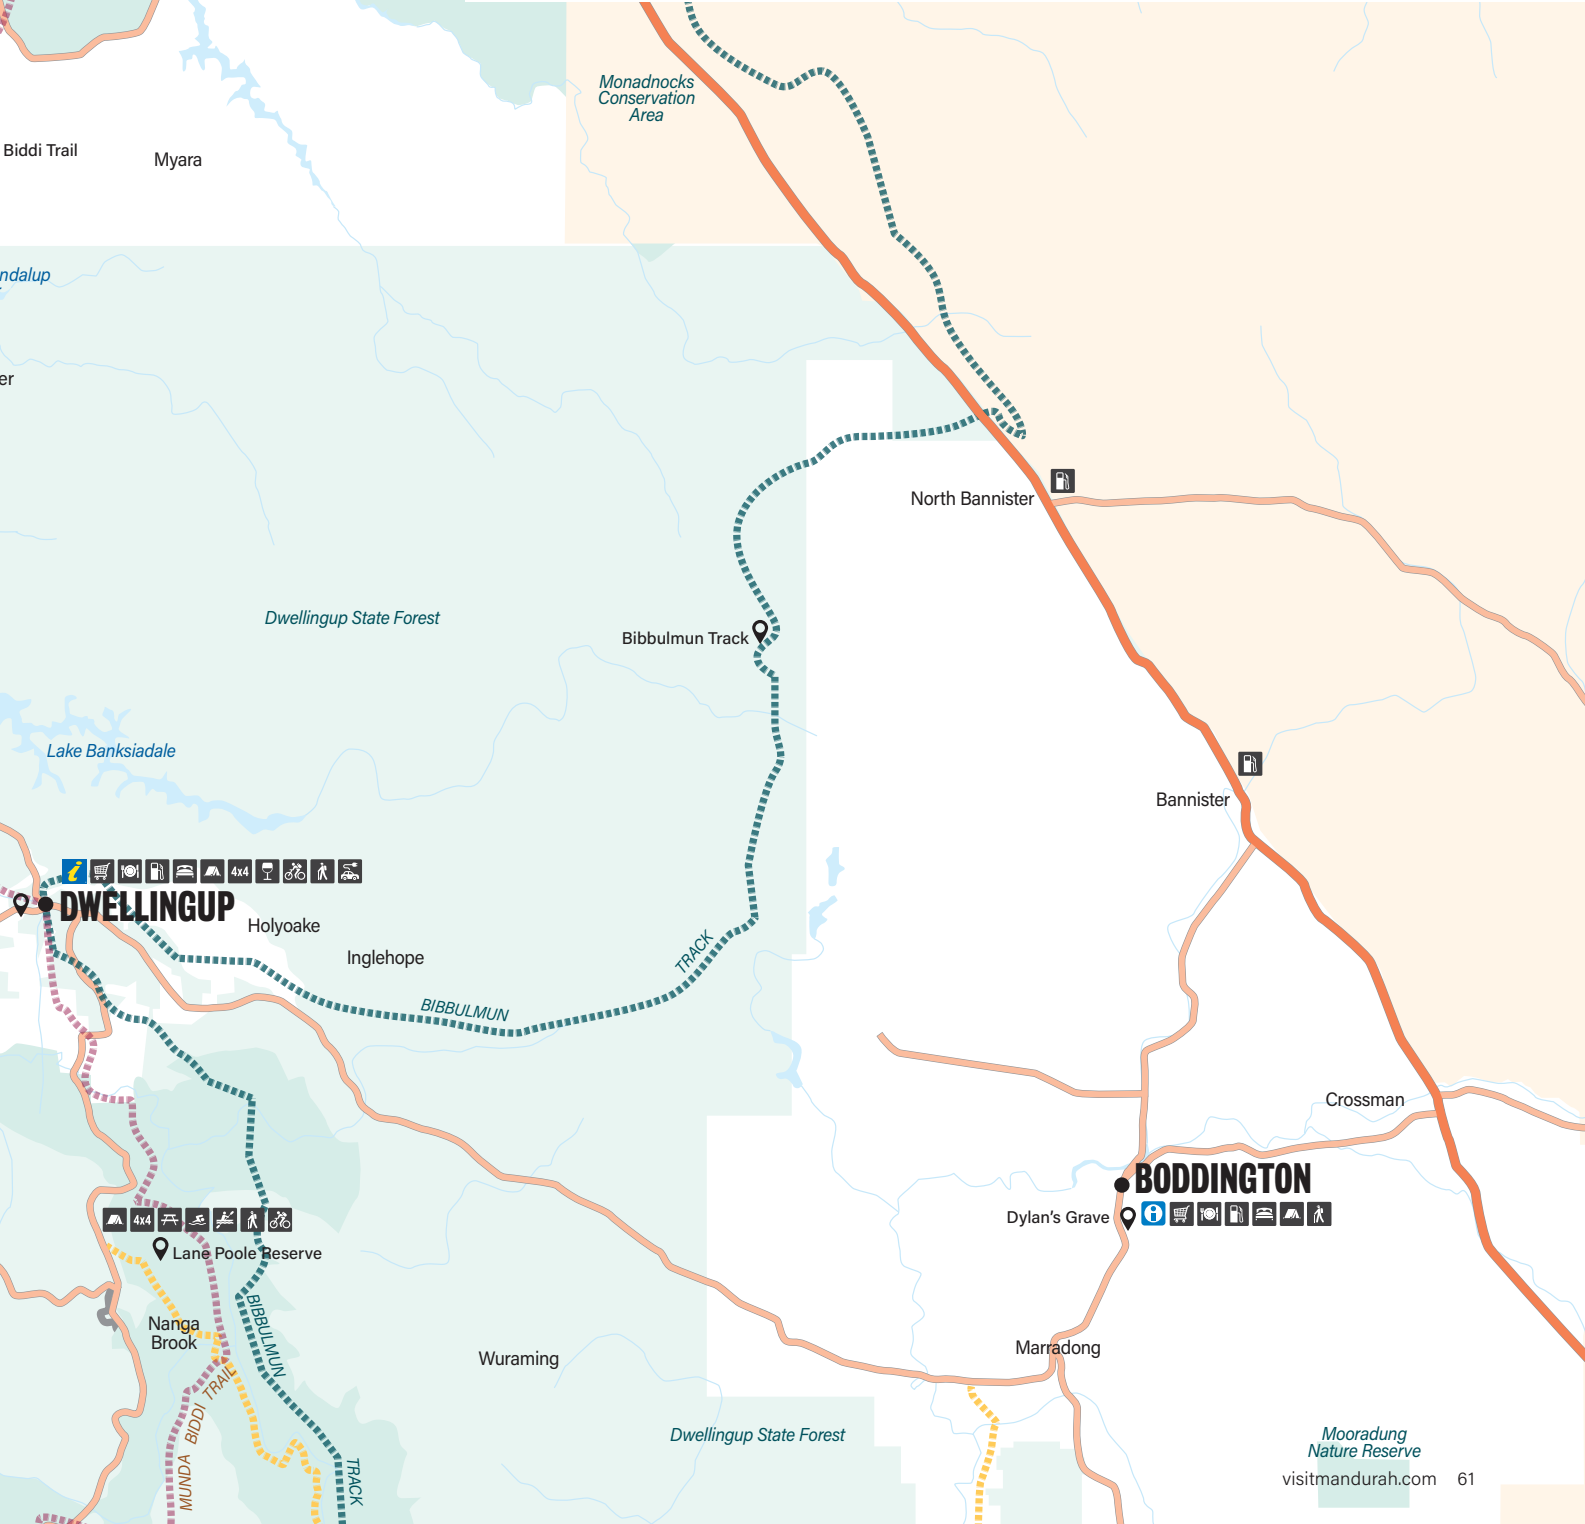 Monadnocks
Conservation
Area
Biddi Trail
Myara
ndalup
er
North Bannister
Dwellingup State Forest
Bibbulmun Track
Lake Banksiadale
Bannister
4x4
DWELLINGUP
Holyoake
Inglehope
TRACK
BIBBULMUN
Crossman
BODDINGTON
Dylan's Grave
4x4
Lane Poole Reserve
BIBBULMUN
Nanga
Brook
Wuraming
Marradong
MUNDA BIDDI TRAIL
TRACK
Dwellingup State Forest
Mooradung
Nature Reserve
visitmandurah.com 61